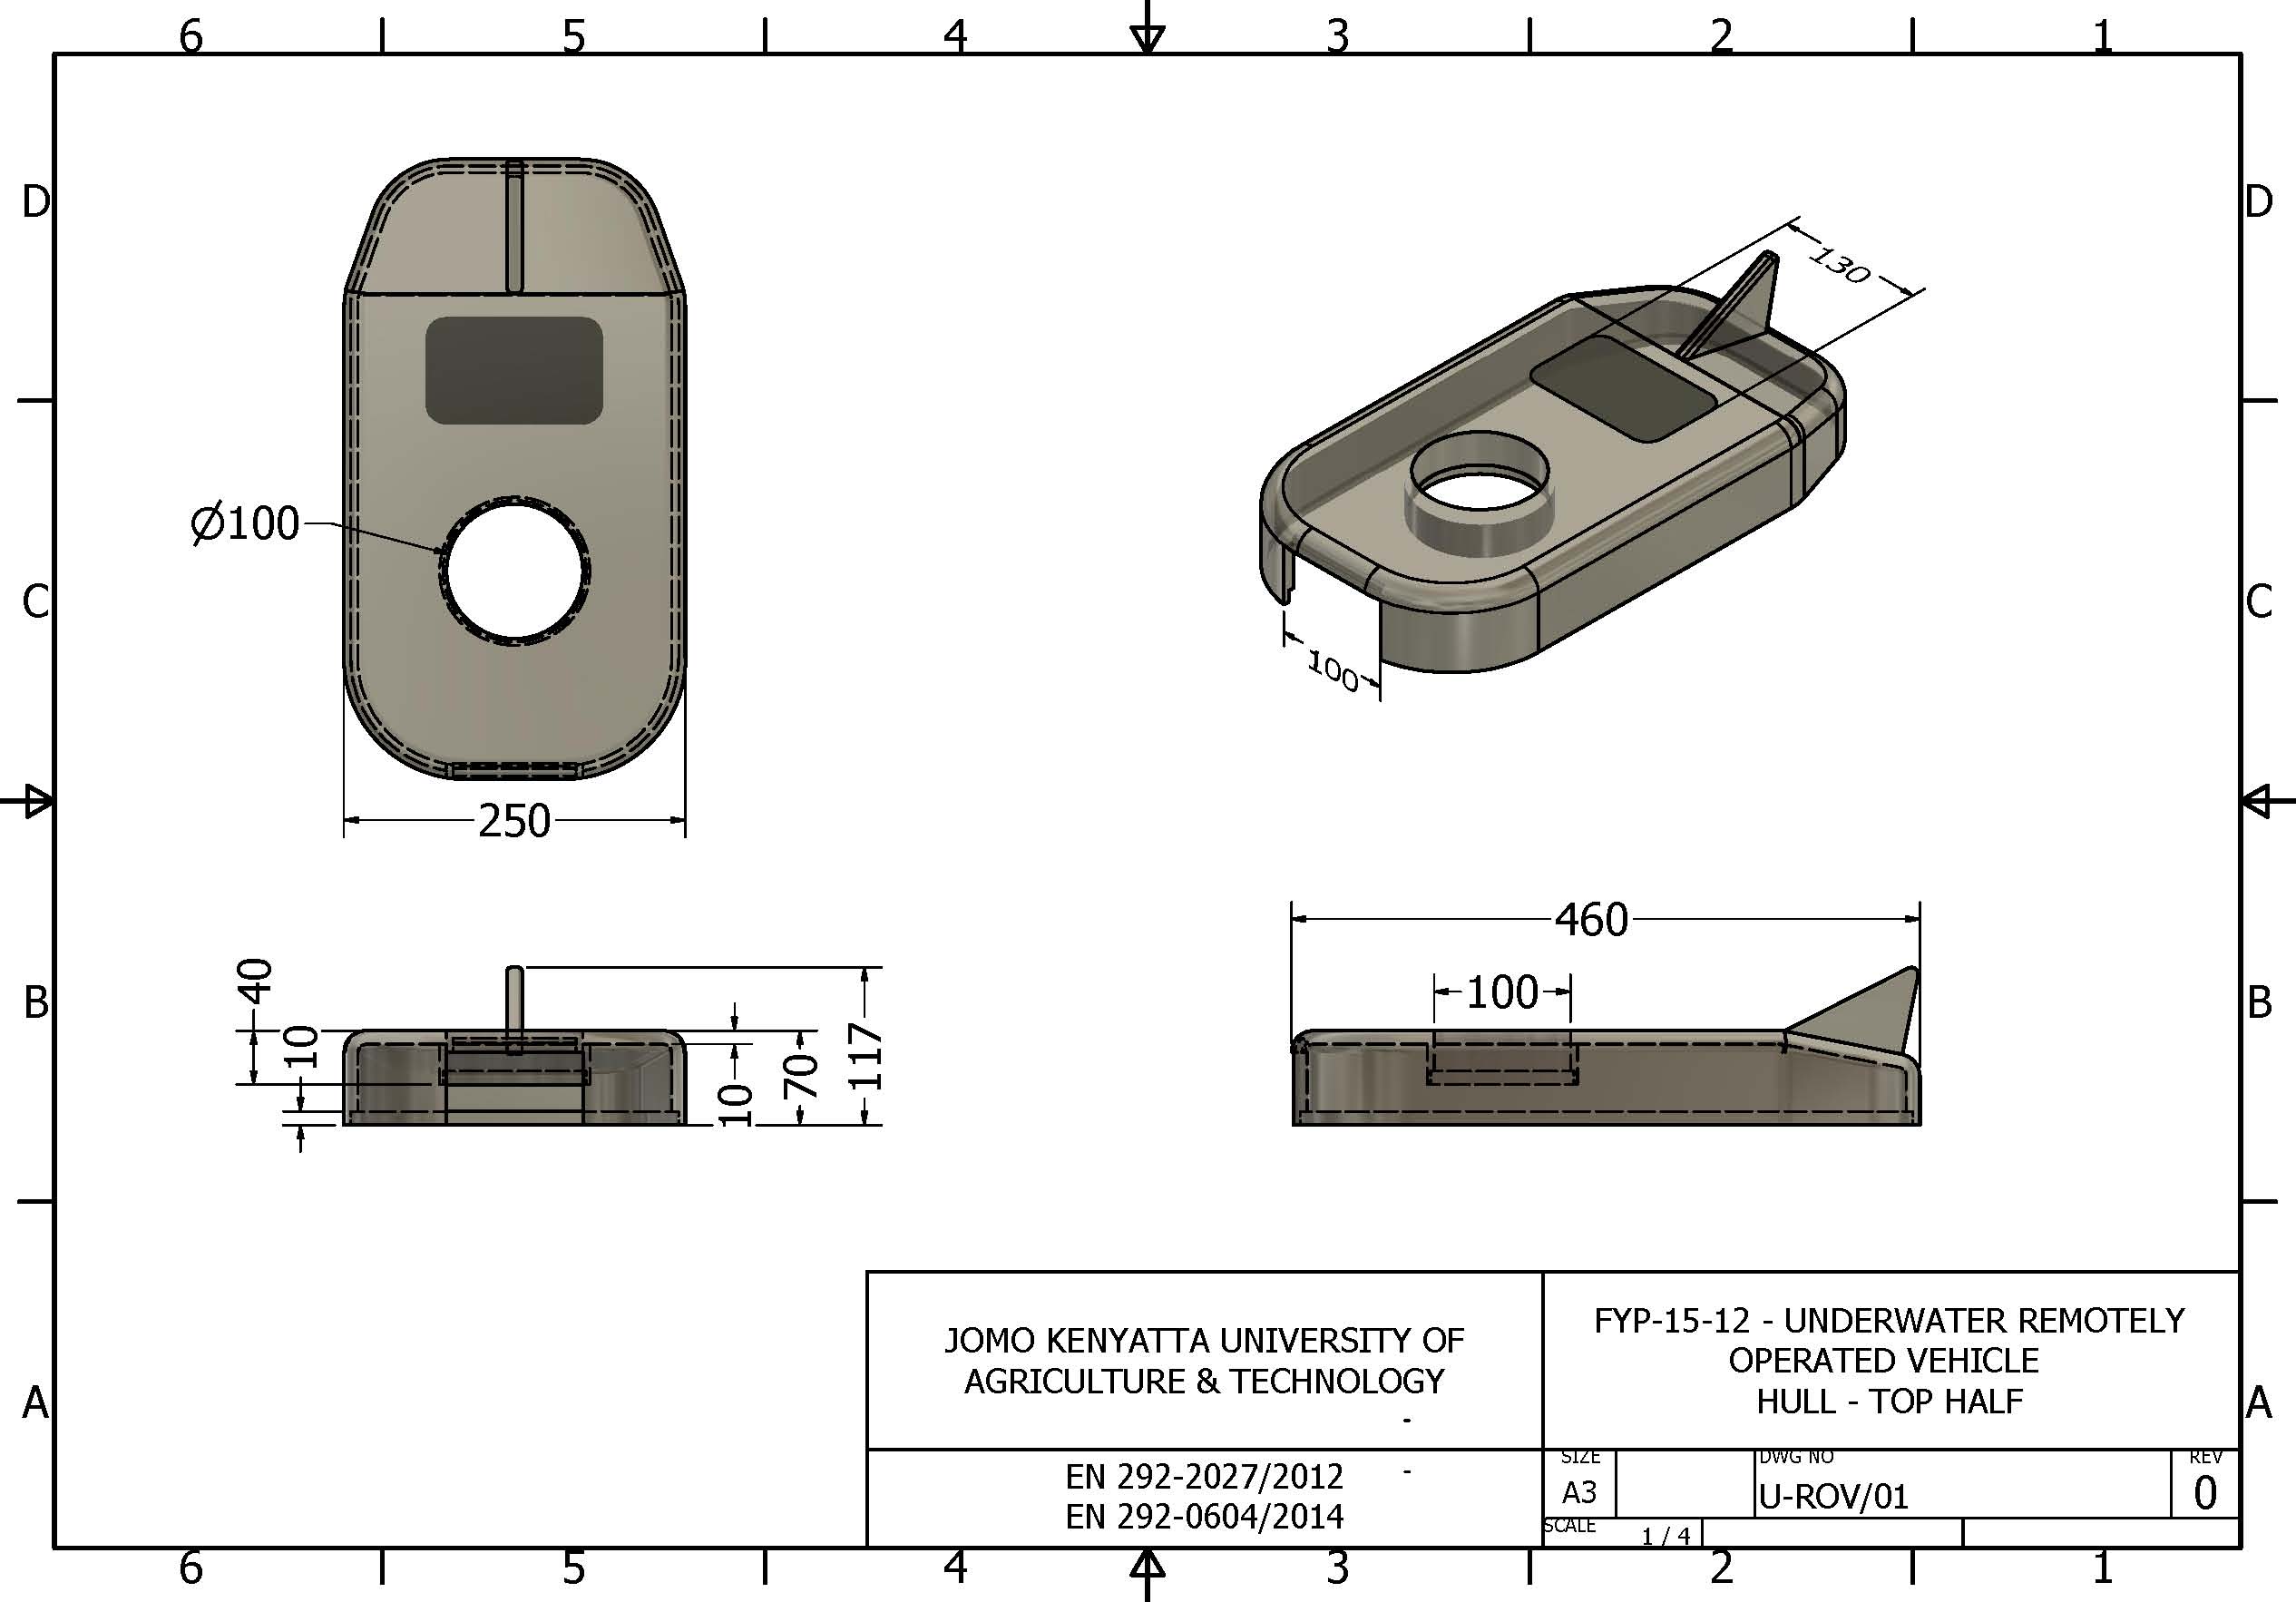 6 5 4 3 2 1
D D
130
Ø100
C C
100
250
460
40
100
B B
10
117
70
10
JOMO KENYATTA UNIVERSITY OF
AGRICULTURE & TECHNOLOGY
-
FYP-15-12 - UNDERWATER REMOTELY
OPERATED VEHICLE
HULL - TOP HALF
A A
EN 292-2027/2012 -
EN 292-0604/2014
SIZE DWG NO REV
A3 U-ROV/01 0
SCALE 1 / 4
6 5 4 3 2 1